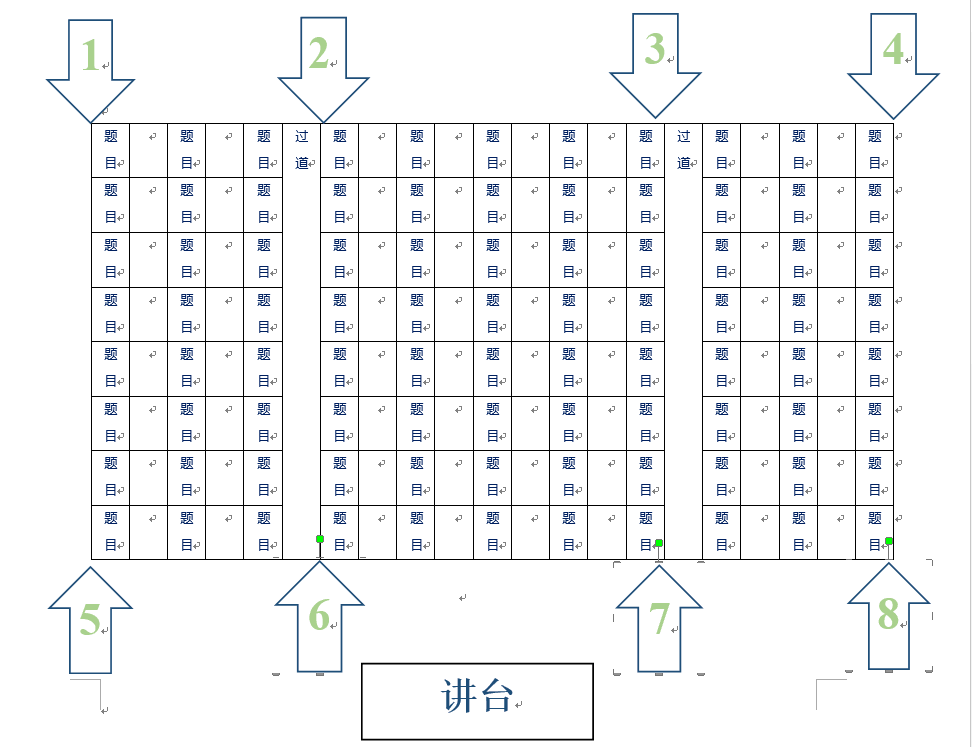 1 2 3 4
题 题 题 过 题 题 题 题 题 过 题 题 题
目 目 目 道 目 目 目 目 目 道 目 目 目
题 题 题 题 题 题 题 题 题 题 题
目 目 目 目 目 目 目 目 目 目 目
题 题 题 题 题 题 题 题 题 题 题
目 目 目 目 目 目 目 目 目 目 目
题 题 题 题 题 题 题 题 题 题 题
目 目 目 目 目 目 目 目 目 目 目
题 题 题 题 题 题 题 题 题 题 题
目 目 目 目 目 目 目 目 目 目 目
题 题 题 题 题 题 题 题 题 题 题
目 目 目 目 目 目 目 目 目 目 目
题 题 题 题 题 题 题 题 题 题 题
目 目 目 目 目 目 目 目 目 目 目
题 题 题 题 题 题 题 题 题 题 题
目 目 目 目 目 目 目 目 目 目 目
5 6 7 8
讲台